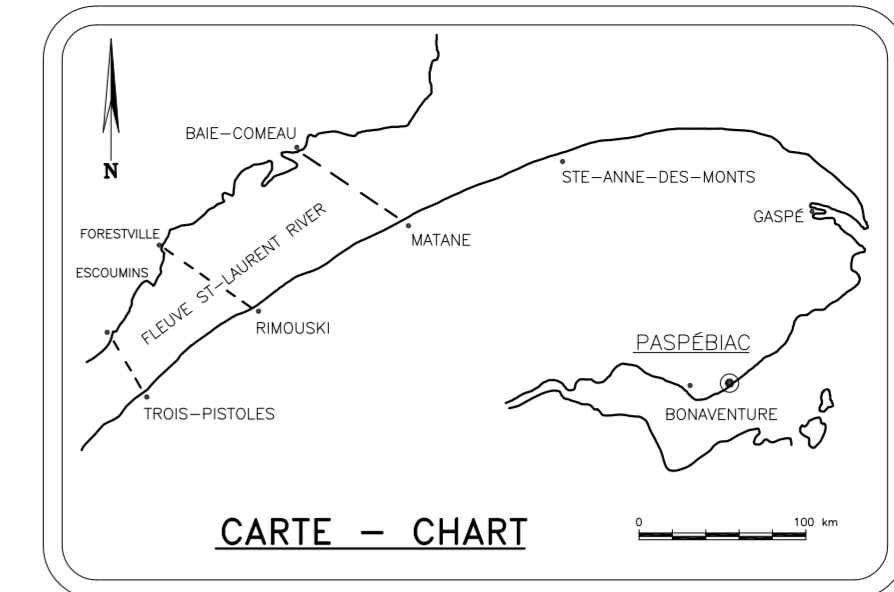 N
BAIE-COMEAU
STE-ANNE-DES-MONTS
GASPÉ
FORESTVILLE
MATANE
ESCOUMINS
FLEUVE ST-LAURENT RIVER
RIMOUSKI
PASPÉBIAC
TROIS-PISTOLES
BONAVENTURE
CARTE - CHART
0 100 km